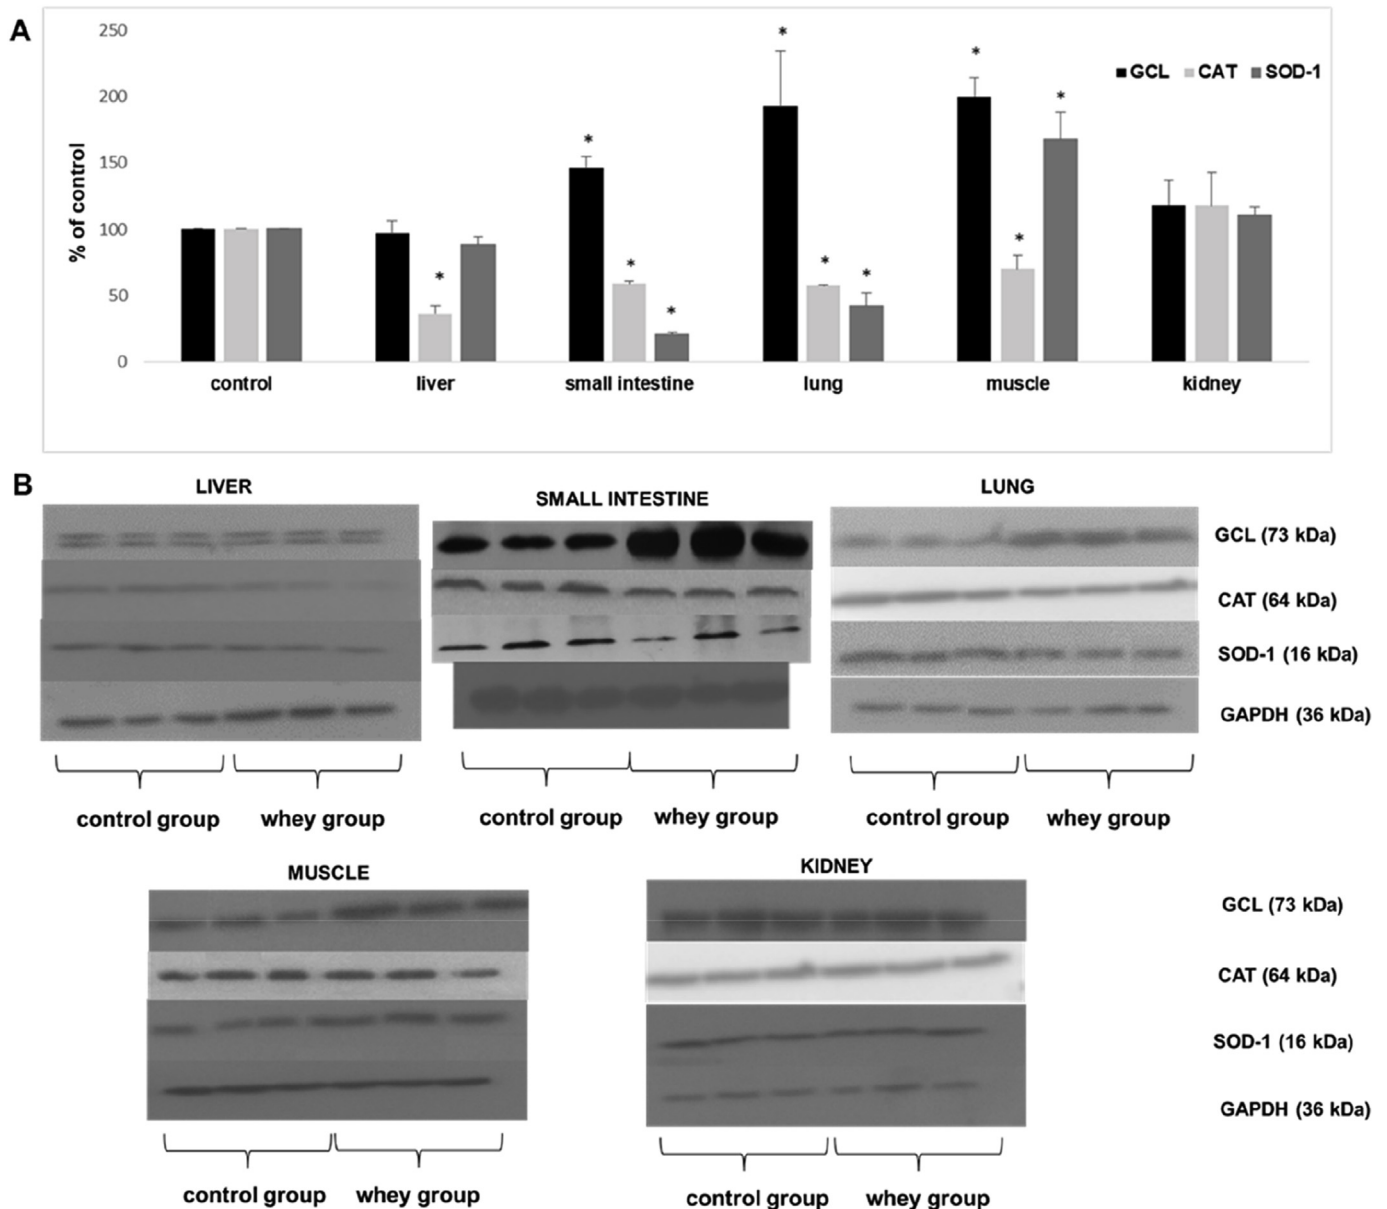 A
250
200
150
100
50
0
% of control
GCL CAT SOD-1
* * * * * * * * * *
control liver small intestine lung muscle kidney
B
LIVER SMALL INTESTINE LUNG
GCL (73 kDa)
CAT (64 kDa)
SOD-1 (16 kDa)
GAPDH (36 kDa)
control group whey group control group whey group control group whey group
MUSCLE KIDNEY
GCL (73 kDa)
CAT (64 kDa)
SOD-1 (16 kDa)
GAPDH (36 kDa)
control group whey group control group whey group